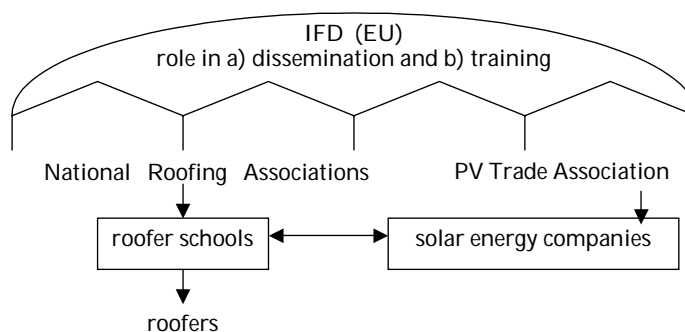 IFD (EU)
role in a) dissemination and b) training
National Roofing Associations PV Trade Association
roofer schools solar energy companies
roofers